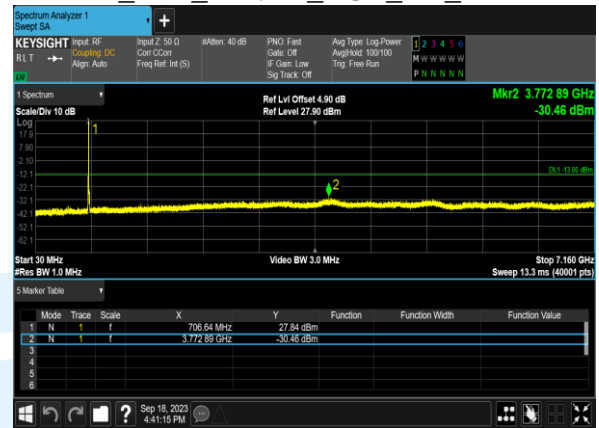 Spectrum Analyzer 1
Swept SA
+
KEYSIGHT
RLT
LV
Input: RF
Coupling: DC
Align: Auto
Input Z: 50 Ω
Corr CCorr
Freq Ref: Int (S)
#Atten: 40 dB
PNO: Fast
Gate: Off
IF Gain: Low
Sig Track: Off
Avg Type: Log-Power
Avg|Hold: 100/100
Trig: Free Run
1 2 3 4 5 6
M W W W W W
P N N N N N
1 Spectrum
Scale/Div 10 dB
Ref Lvl Offset 4.90 dB
Ref Level 27.90 dBm
Mkr2 3.772 89 GHz
-30.46 dBm
Log
1
17.9
7.90
-2.10
-12.1
DL1 -13.00 dBm
-22.1
2
-32.1
-42.1
-52.1
-62.1
Start 30 MHz
#Res BW 1.0 MHz
Video BW 3.0 MHz
Stop 7.160 GHz
Sweep 13.3 ms (40001 pts)
5 Marker Table
Mode Trace Scale X Y Function Function Width Function Value
1 N 1 f 706.64 MHz 27.84 dBm
2 N 1 f 3.772 89 GHz -30.46 dBm
3
4
5
6
?
Sep 18, 2023
4:41:15 PM